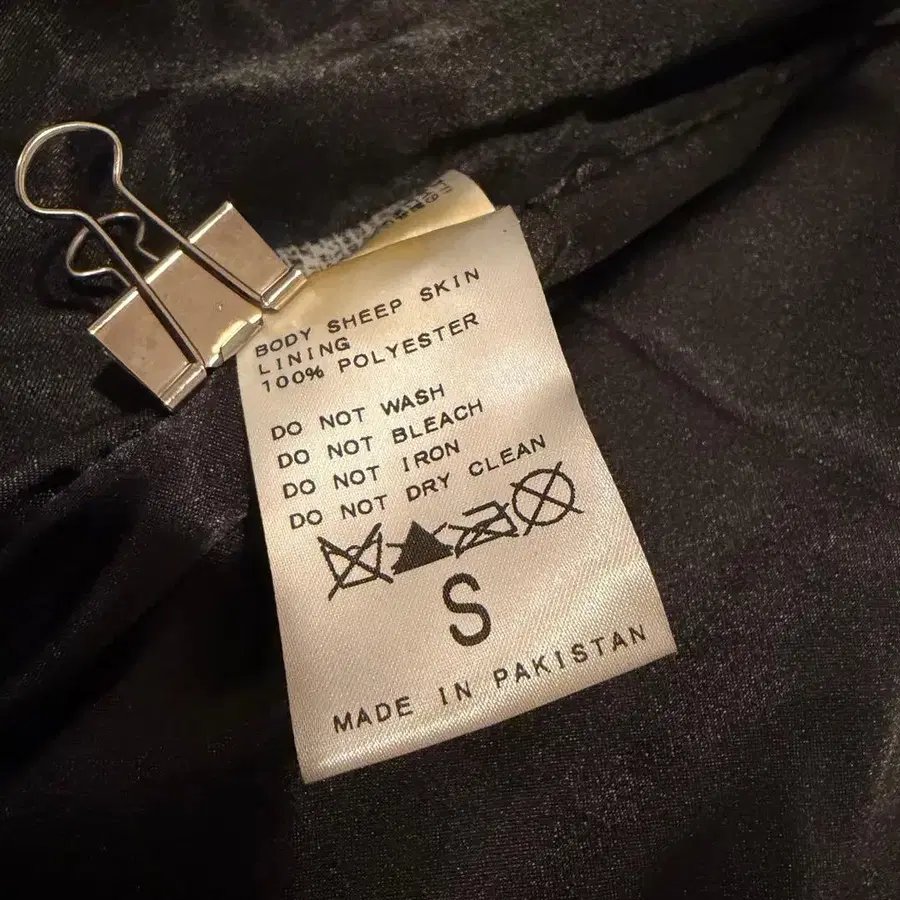 BODY SHEEP SKIN
LINING
100% POLYESTER
DO NOT WASH
DO NOT BLEACH
DO NOT IRON
DO NOT DRY CLEAN
S
MADE IN PAKISTAN